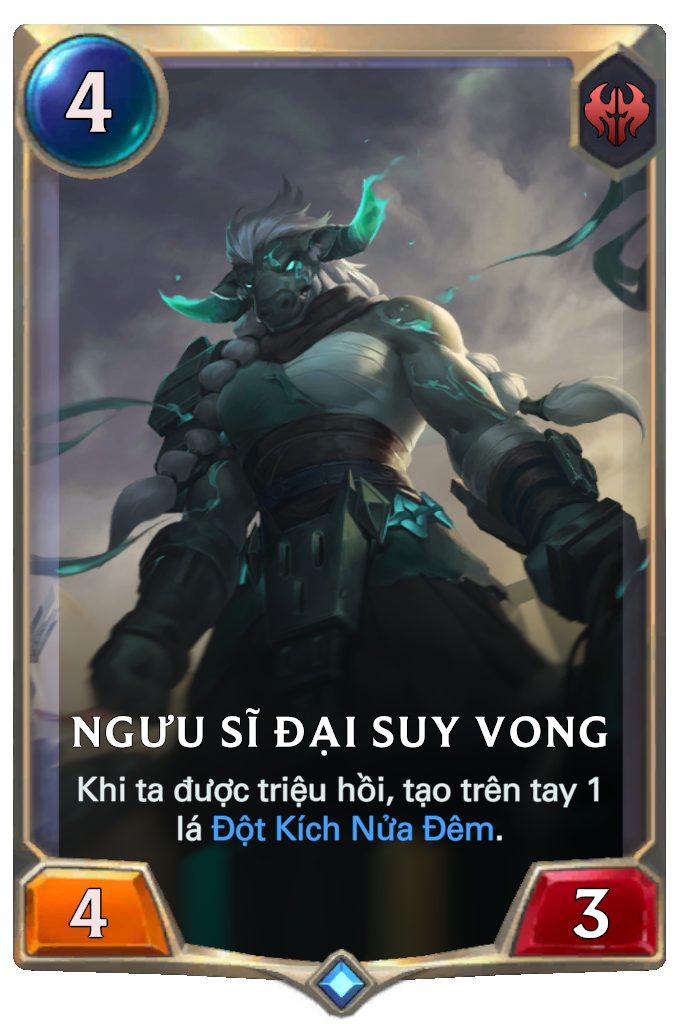 4
NGƯU SĨ ĐẠI SUY VONG
Khi ta được triệu hồi, tạo trên tay 1
lá Đột Kích Nửa Đêm.
4
3